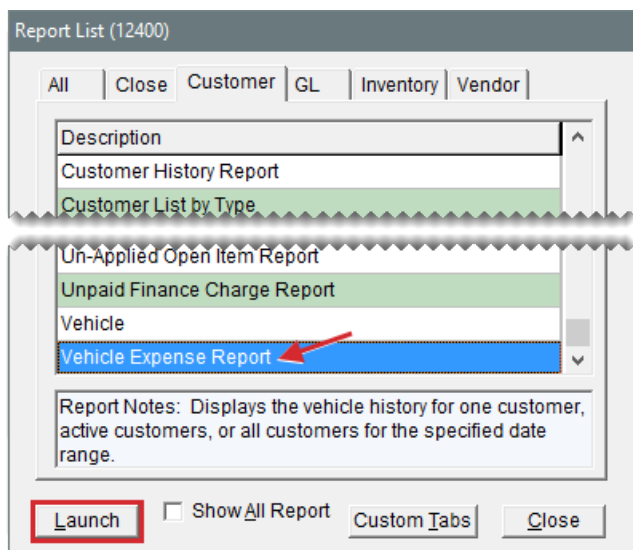 Report List (12400)
All Close Customer GL Inventory Vendor
Description
Customer History Report
Customer List by Type
Un-Applied Open Item Report
Unpaid Finance Charge Report
Vehicle
Vehicle Expense Report
Report Notes: Displays the vehicle history for one customer,
active customers, or all customers for the specified date
range.
Launch Show All Report Custom Tabs Close